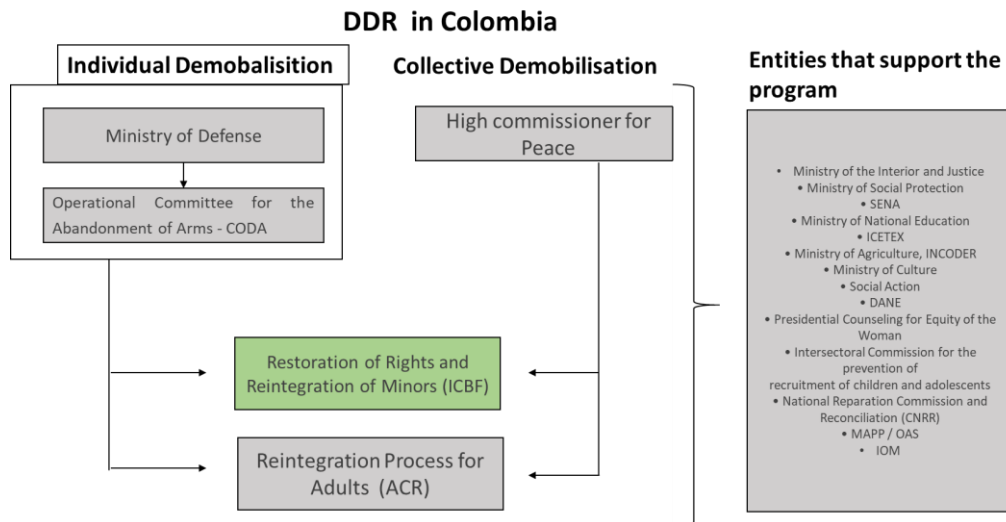 DDR in Colombia
Individual Demobalisition
Collective Demobilisation
Entities that support the
program
Ministry of Defense
Operational Committee for the
Abandonment of Arms - CODA
High commissioner for
Peace
Restoration of Rights and
Reintegration of Minors (ICBF)
Reintegration Process for
Adults (ACR)
• Ministry of the Interior and Justice
• Ministry of Social Protection
• SENA
• Ministry of National Education
• ICETEX
• Ministry of Agriculture, INCODER
• Ministry of Culture
• Social Action
• DANE
• Presidential Counseling for Equity of the
Woman
• Intersectoral Commission for the
prevention of
recruitment of children and adolescents
• National Reparation Commission and
Reconciliation (CNRR)
• MAPP / OAS
• IOM